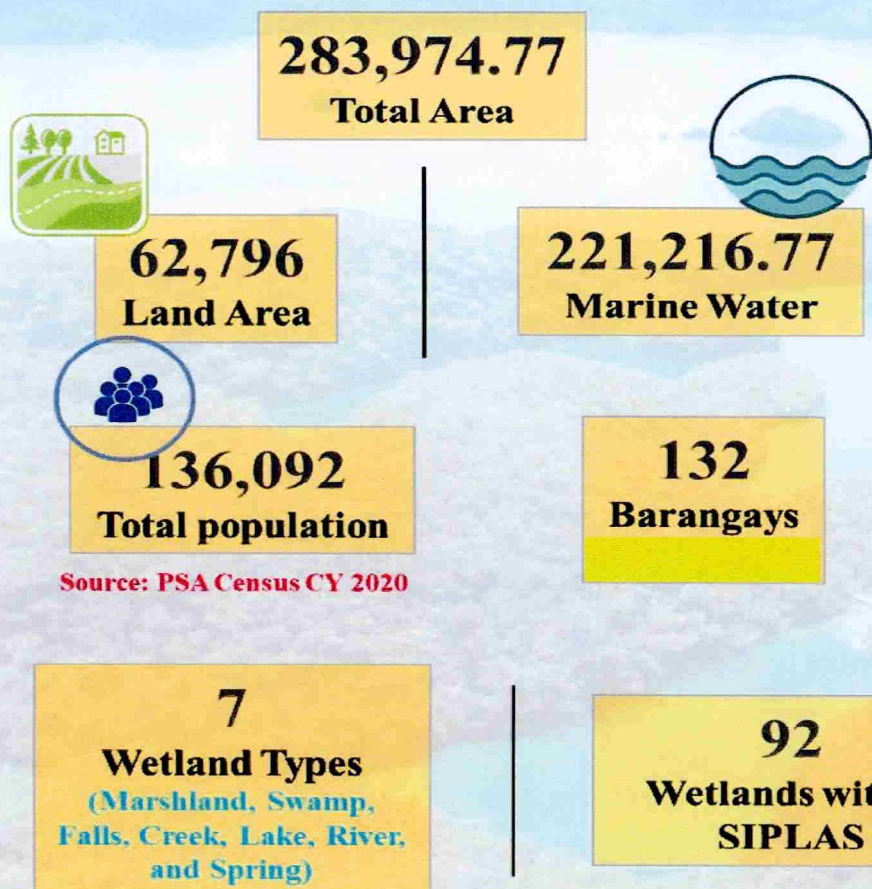 283,974.77
Total Area
62,796
Land Area
221,216.77
Marine Water
136,092
Total population
Source: PSA Census CY 2020
132
Barangays
7
Wetland Types
(Marshland, Swamp,
Falls, Creek, Lake, River,
and Spring)
92
Wetlands
SIPLAS